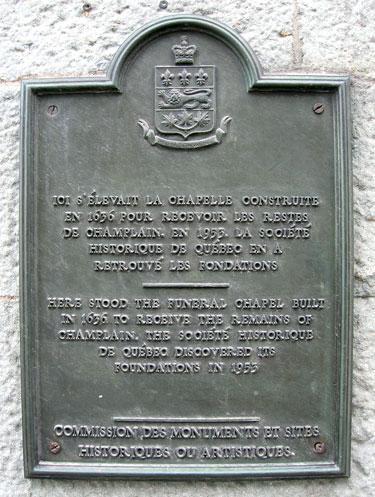 ICI S'ÉLEVAIT LA CHAPELLE CONSTRUITE
EN 1636 POUR RECEVOIR LES RESTES
DE CHAMPLAIN. EN 1953, LA SOCIÉTÉ
HISTORIQUE DE QUÉBEC EN A
RETROUVÉ LES FONDATIONS
HERE STOOD THE FUNERAL CHAPEL BUILT
IN 1636 TO RECEIVE THE REMAINS OF
CHAMPLAIN. THE SOCIÉTÉ HISTORIQUE
DE QUÉBEC DISCOVERED ITS
FOUNDATIONS IN 1953
COMMISSION DES MONUMENTS ET SITES
HISTORIQUES OU ARTISTIQUES.